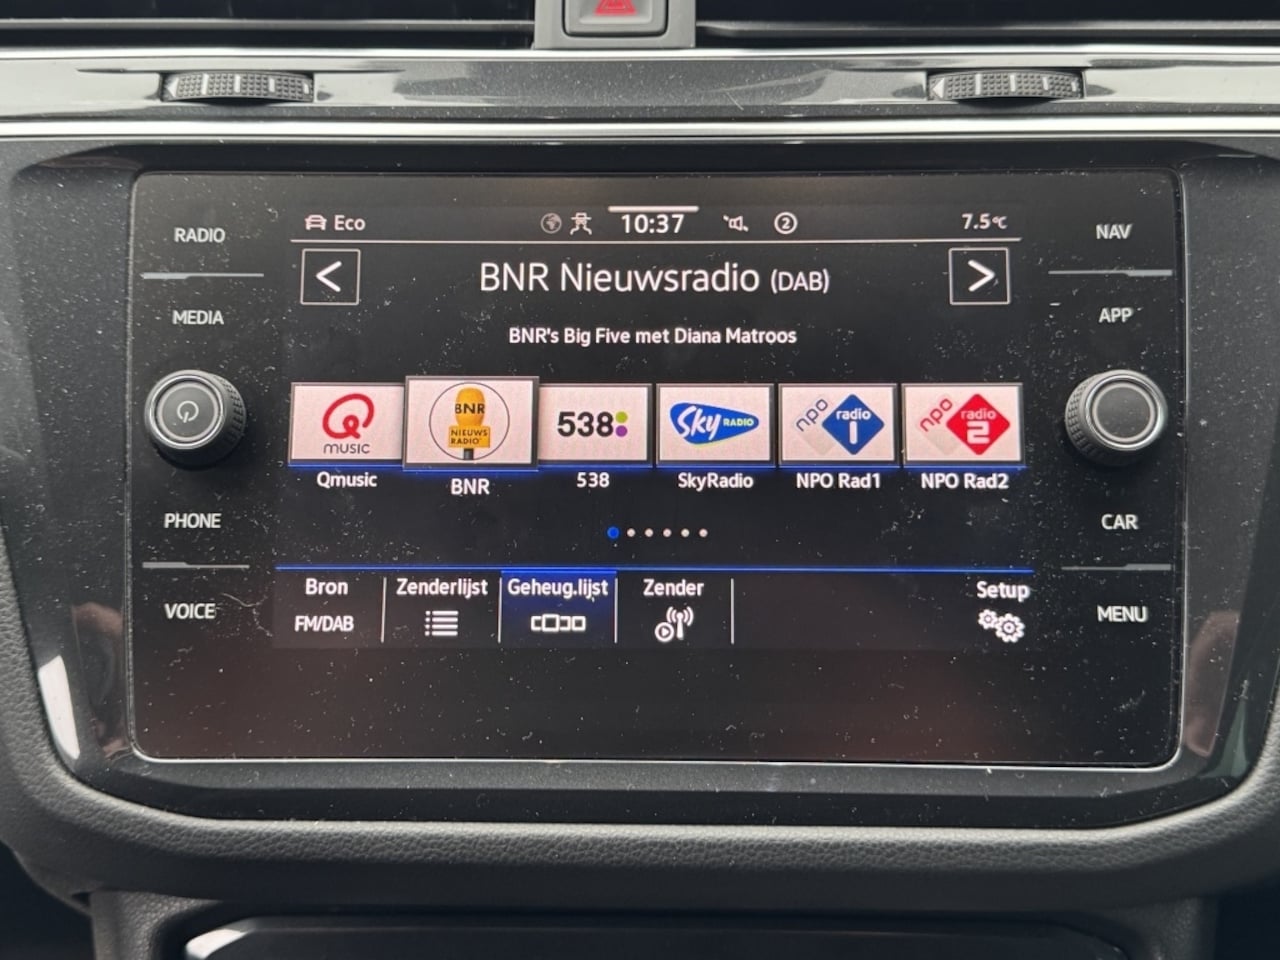 RADIO
MEDIA
PHONE
VOICE
Eco
10:37
2
7.5°C
< BNR Nieuwsradio (DAB) >
BNR's Big Five met Diana Matroos
Q
MUSIC
BNR
NIEUWS
RADIO
538
Sky RADIO
npo radio 1
npo radio 2
Qmusic
BNR
538
SkyRadio
NPO Rad1
NPO Rad2
Bron
FM/DAB
Zenderlijst
Geheug.lijst
Zender
Setup
NAV
APP
CAR
MENU